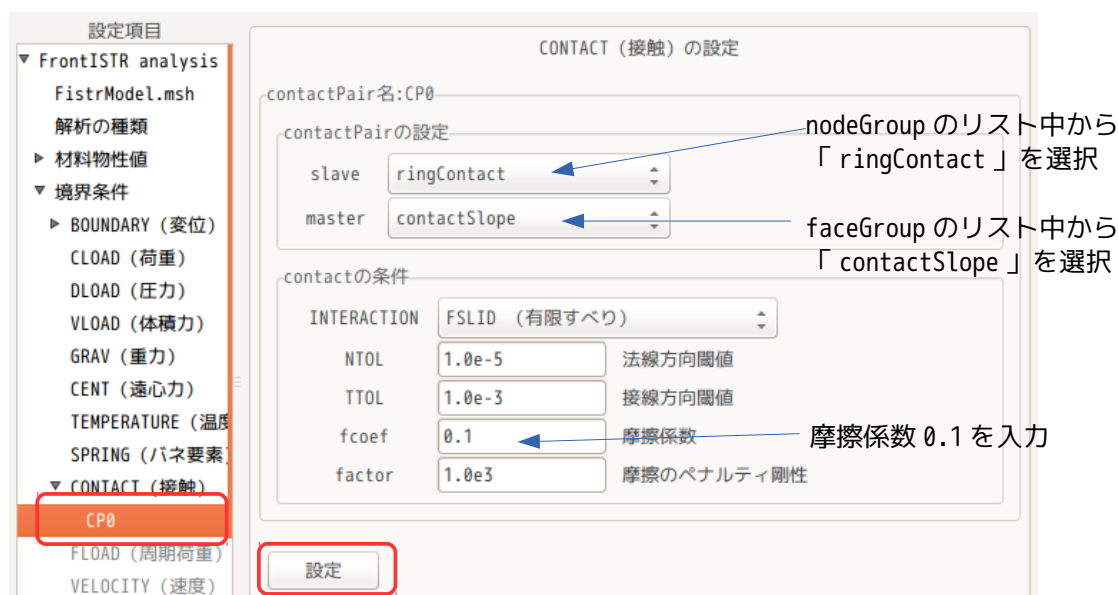 設定項目
▼ FrontISTR analysis
FistrModel.msh
解析の種類
▶ 材料物性値
▼ 境界条件
▶ BOUNDARY (変位)
CLOAD (荷重)
DLOAD (圧力)
VLOAD (体積力)
GRAV (重力)
CENT (遠心力)
TEMPERATURE (温度
SPRING (バネ要素)
▼ CONTACT (接触)
CP0
FLOAD (周期荷重)
VELOCITY (速度)
CONTACT (接触) の設定
contactPair名:CP0
contactPairの設定
slave ringContact
master contactSlope
contactの条件
INTERACTION FSLID (有限すべり)
NTOL 1.0e-5 法線方向閾値
TTOL 1.0e-3 接線方向閾値
fcoef 0.1 摩擦係数
factor 1.0e3 摩擦のペナルティ剛性
設定
nodeGroup のリスト中から
「 ringContact 」を選択
faceGroup のリスト中から
「 contactSlope 」を選択
摩擦係数 0.1 を入力